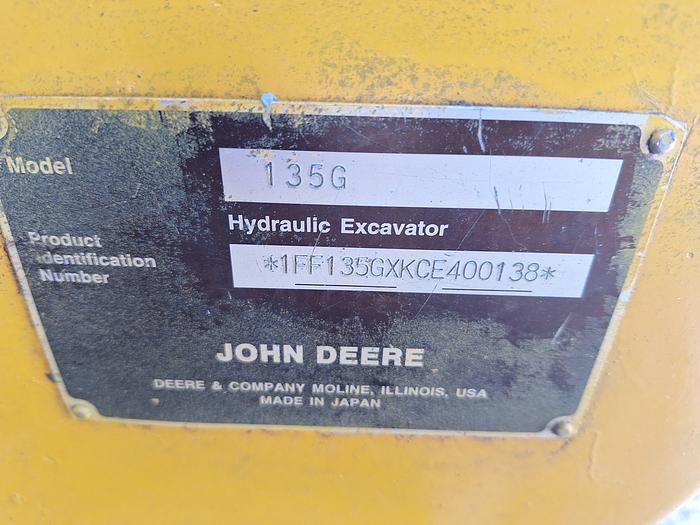 Model
135G
Hydraulic Excavator
Product
Identification
Number
*1FF135GXKCE400138*
JOHN DEERE
DEERE & COMPANY MOLINE, ILLINOIS, USA
MADE IN JAPAN